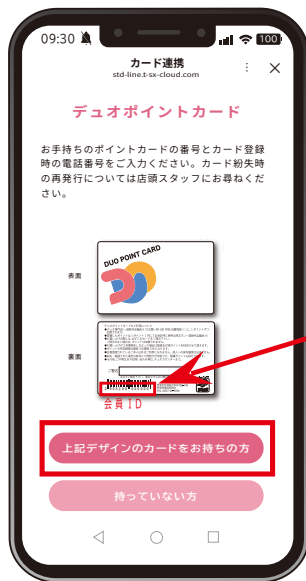 09:30
100
カード連携
std-line.t-sx-cloud.com
デュオポイントカード
お手持ちのポイントカードの番号とカード登録
時の電話番号をご入力ください。カード紛失時
の再発行については店頭スタッフにお尋ねくだ
さい。
表面
DUO POINT CARD
裏面
会員ID
上記デザインのカードをお持ちの方
持っていない方